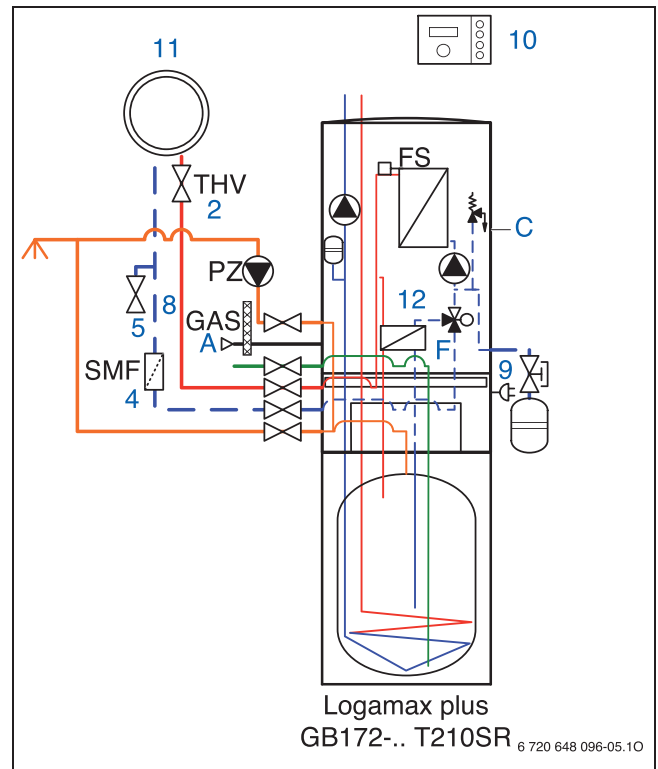 10
11
FS
THV
2
C
PZ
12
GAS
8
5
A
F
SMF
9
4
Logamax plus
GB172-.. T210SR
6 720 648 096-05.1O